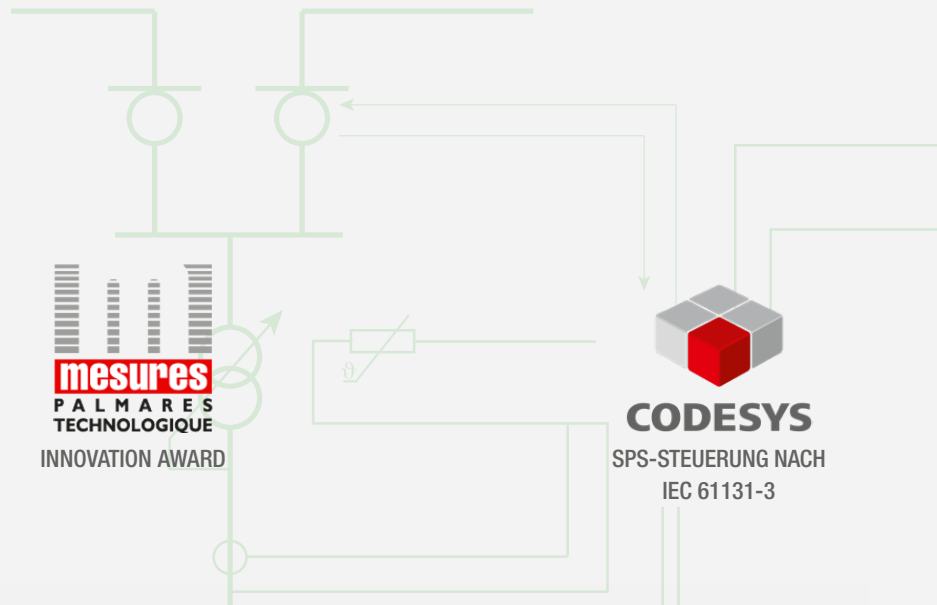 mesures
PALMARES
TECHNOLOGIQUE
INNOVATION AWARD
ϑ
CODESYS
SPS-STEUERUNG NACH
IEC 61131-3